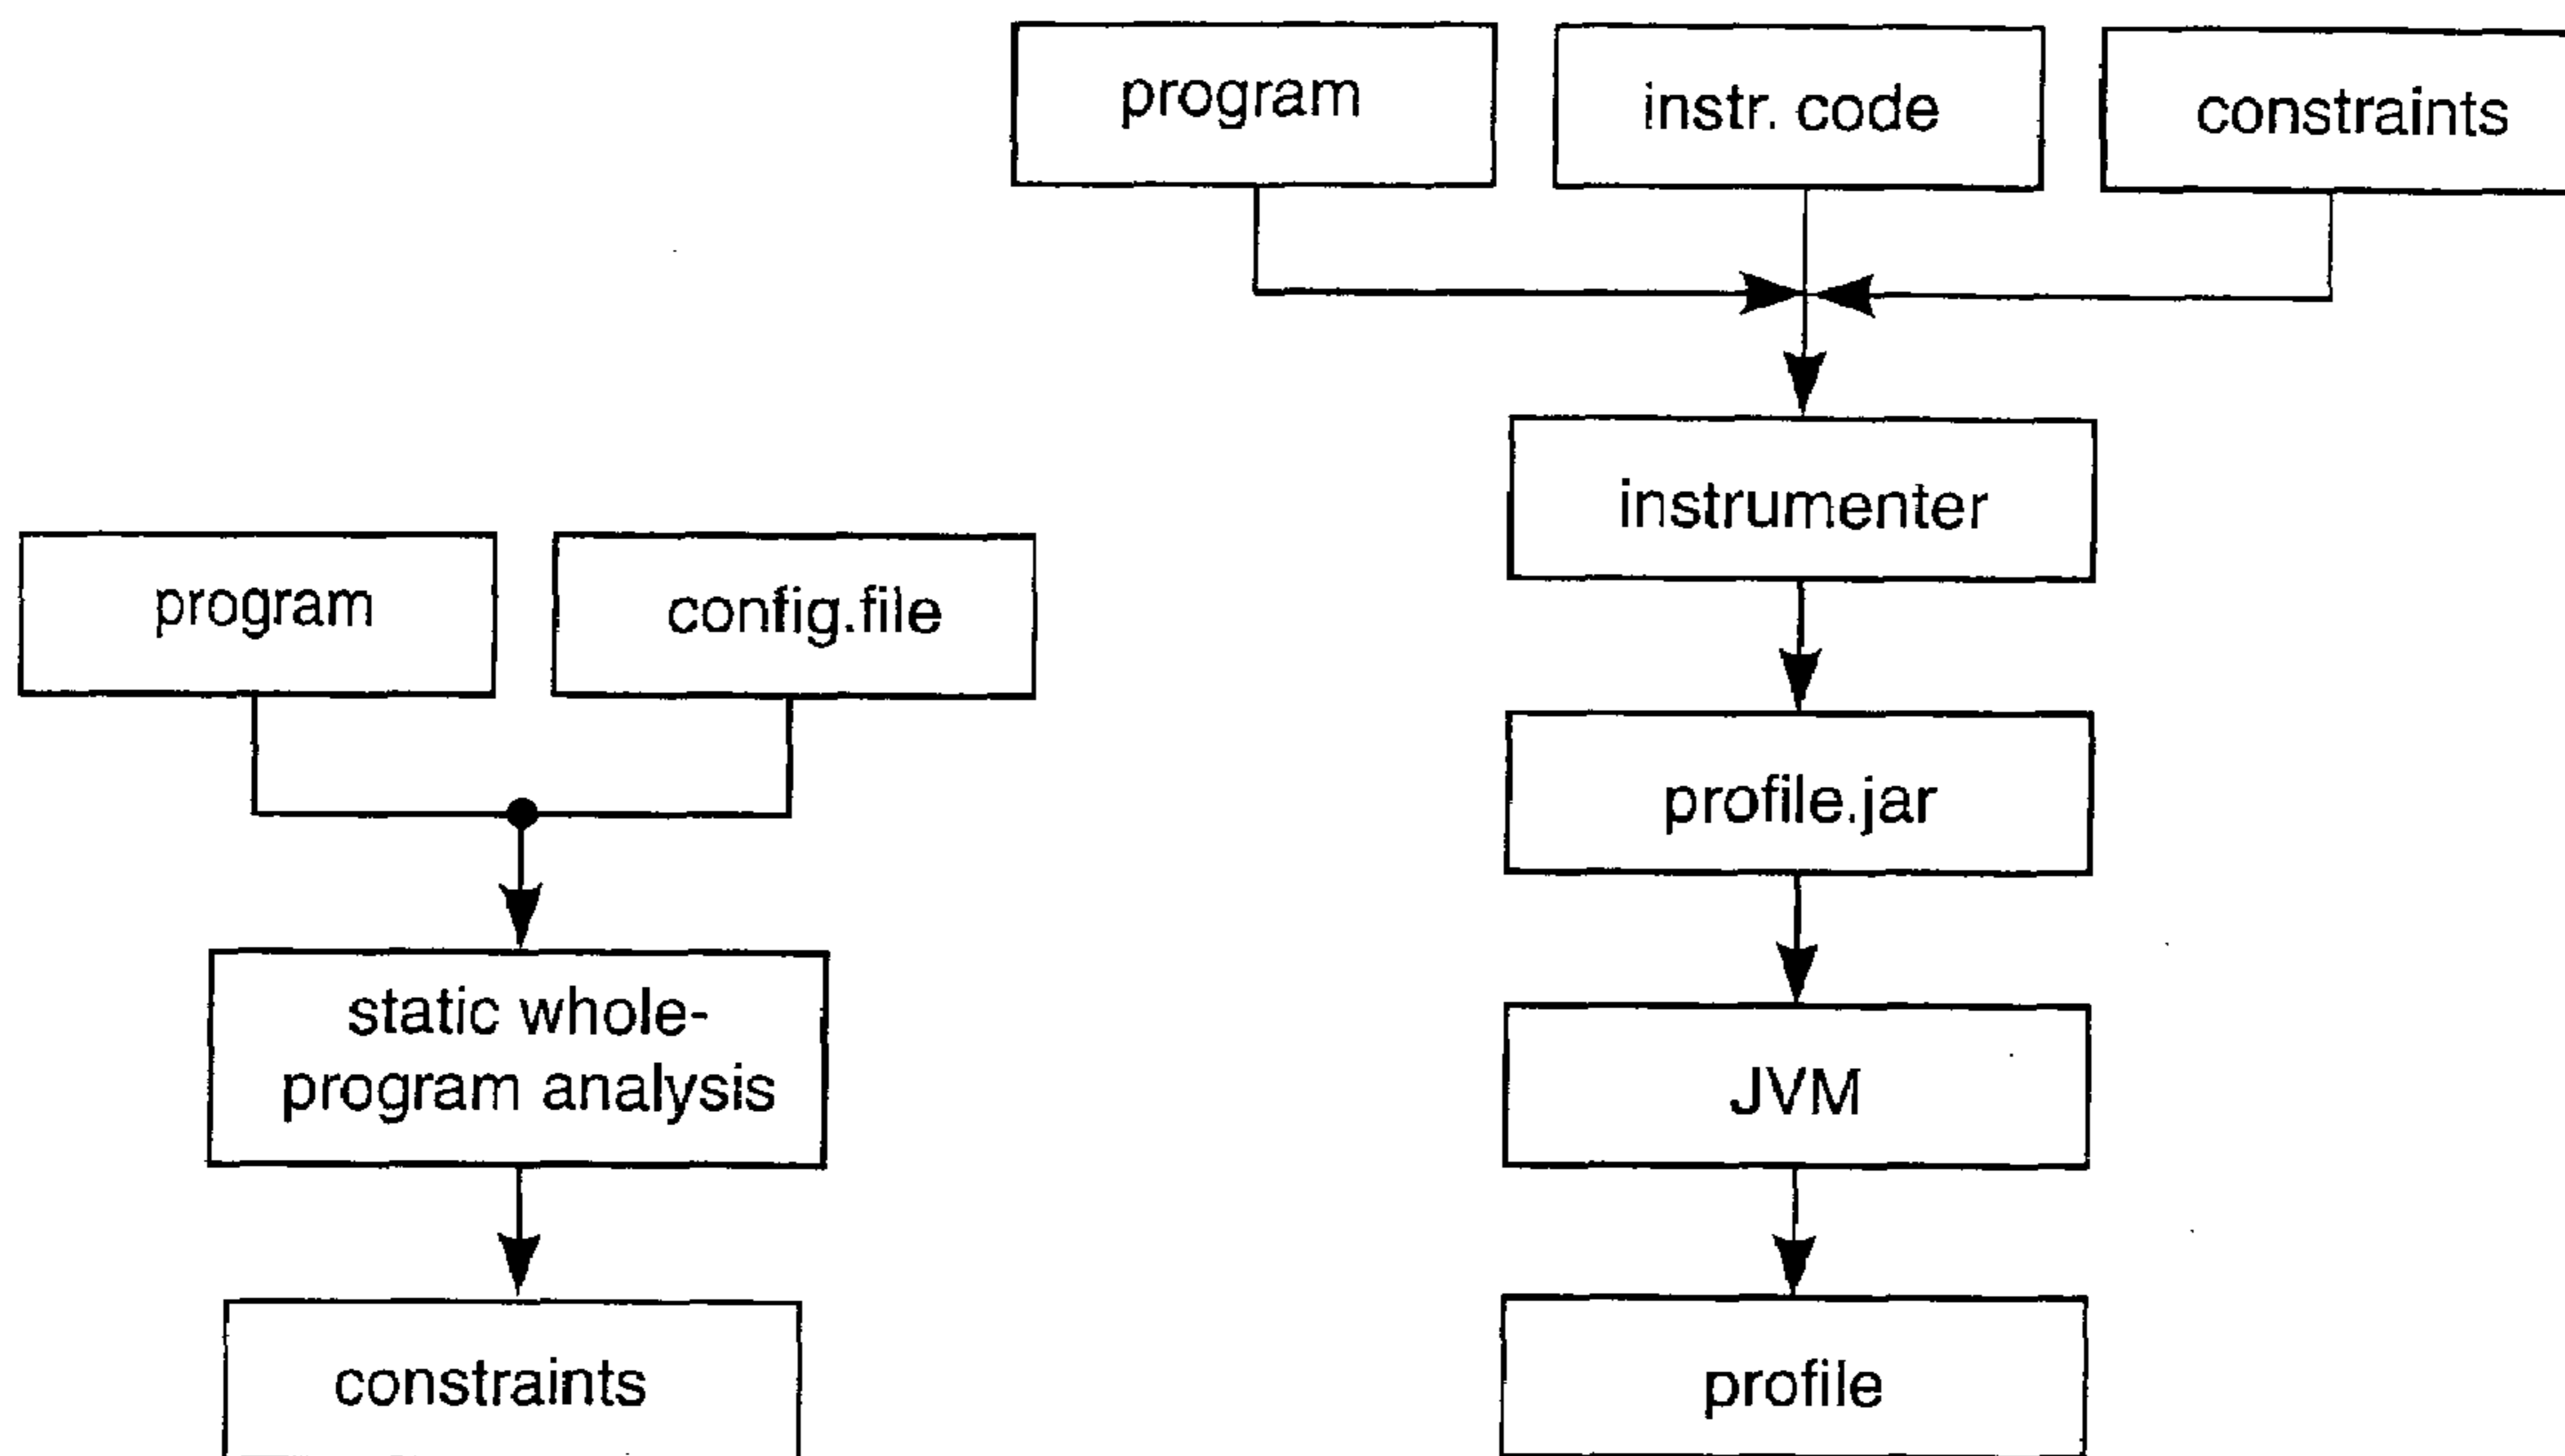 program
instr. code
constraints
instrumenter
program
config.file
profile.jar
static whole-
program analysis
JVM
constraints
profile